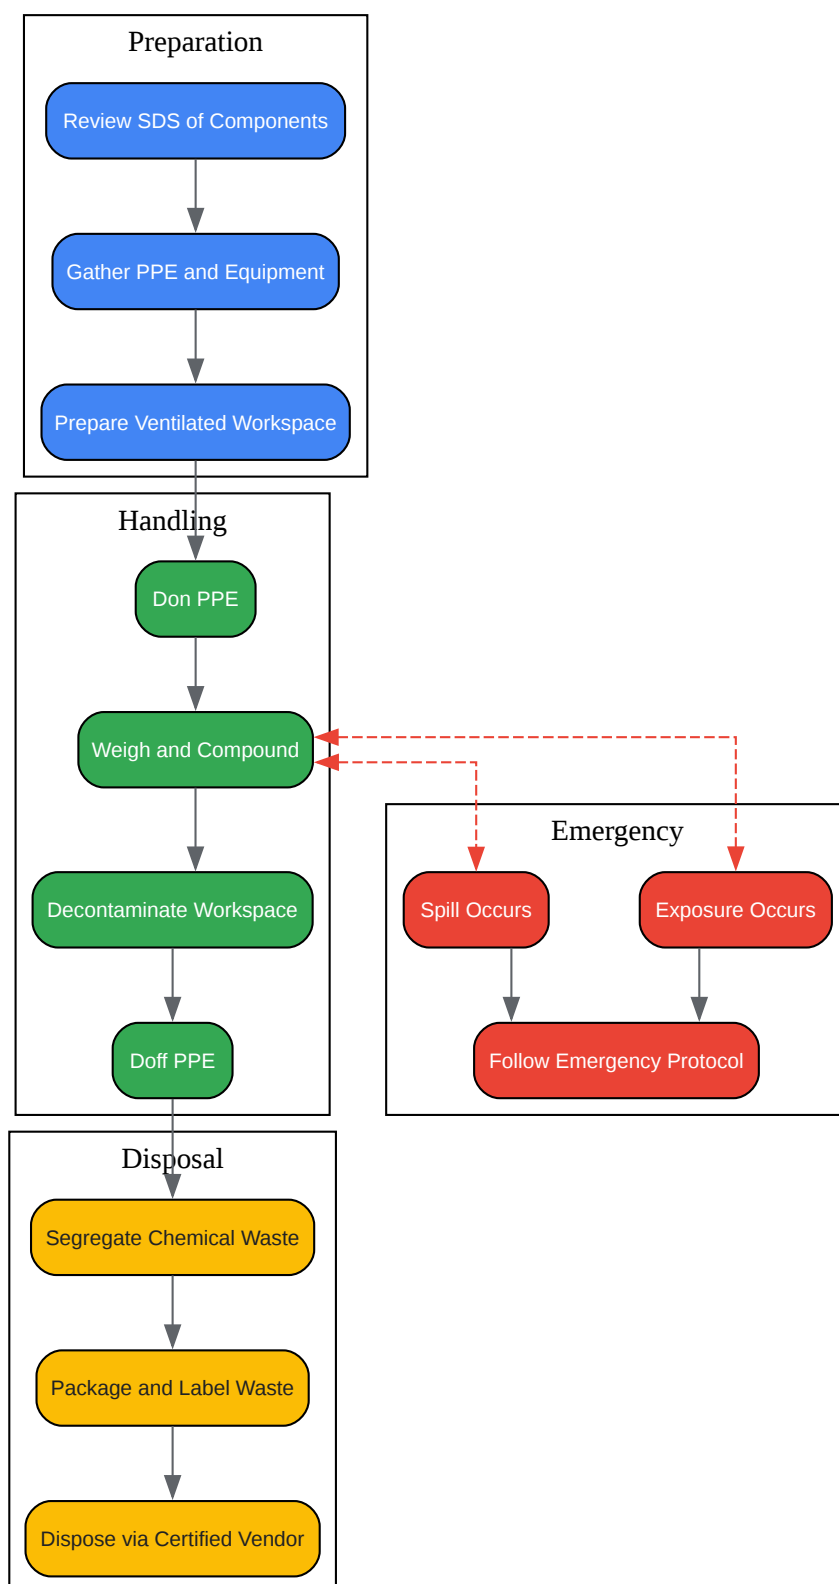 Preparation
Review SDS of Components
Gather PPE and Equipment
Prepare Ventilated Workspace
Handling
Don PPE
Weigh and Compound
Decontaminate Workspace
Doff PPE
Emergency
Spill Occurs
Exposure Occurs
Follow Emergency Protocol
Disposal
Segregate Chemical Waste
Package and Label Waste
Dispose via Certified Vendor